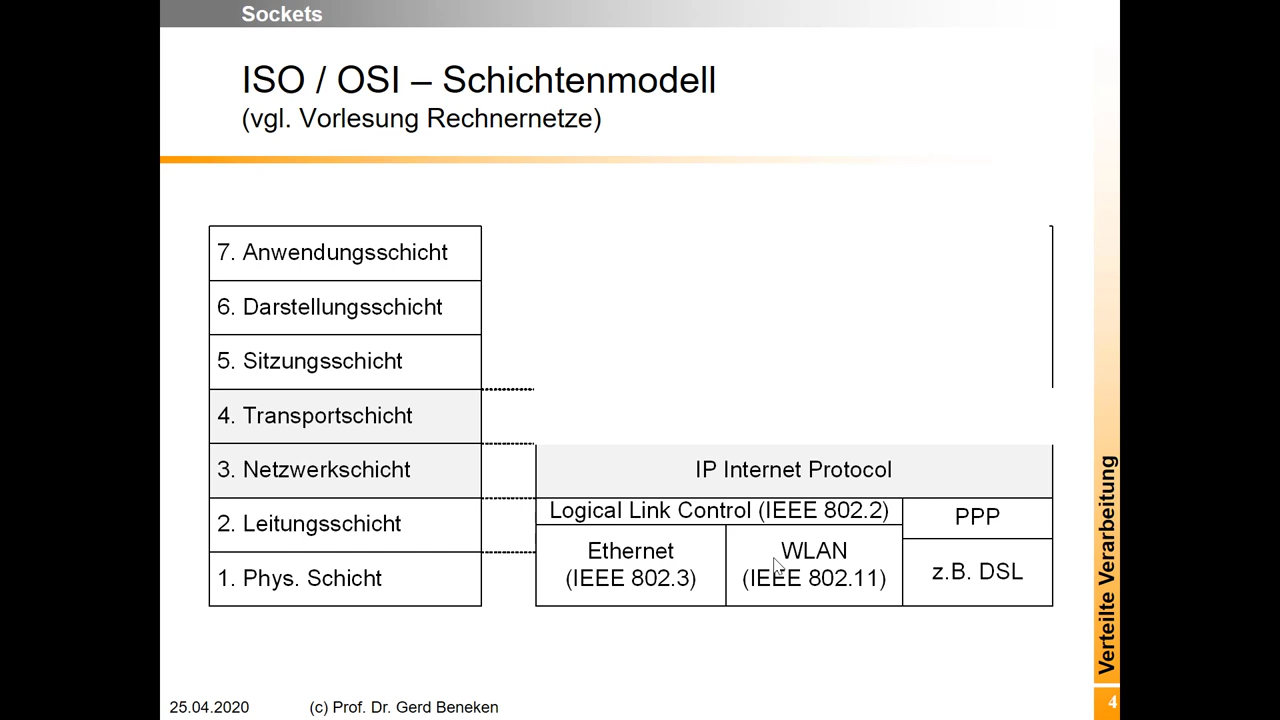 Sockets
ISO / OSI – Schichtenmodell
(vgl. Vorlesung Rechnernetze)
7. Anwendungsschicht
6. Darstellungsschicht
5. Sitzungsschicht
4. Transportschicht
3. Netzwerkschicht
2. Leitungsschicht
1. Phys. Schicht
IP Internet Protocol
Logical Link Control (IEEE 802.2)
PPP
Ethernet
(IEEE 802.3)
WLAN
(IEEE 802.11)
z.B. DSL
Verteilte Verarbeitung
25.04.2020
(c) Prof. Dr. Gerd Beneken
4